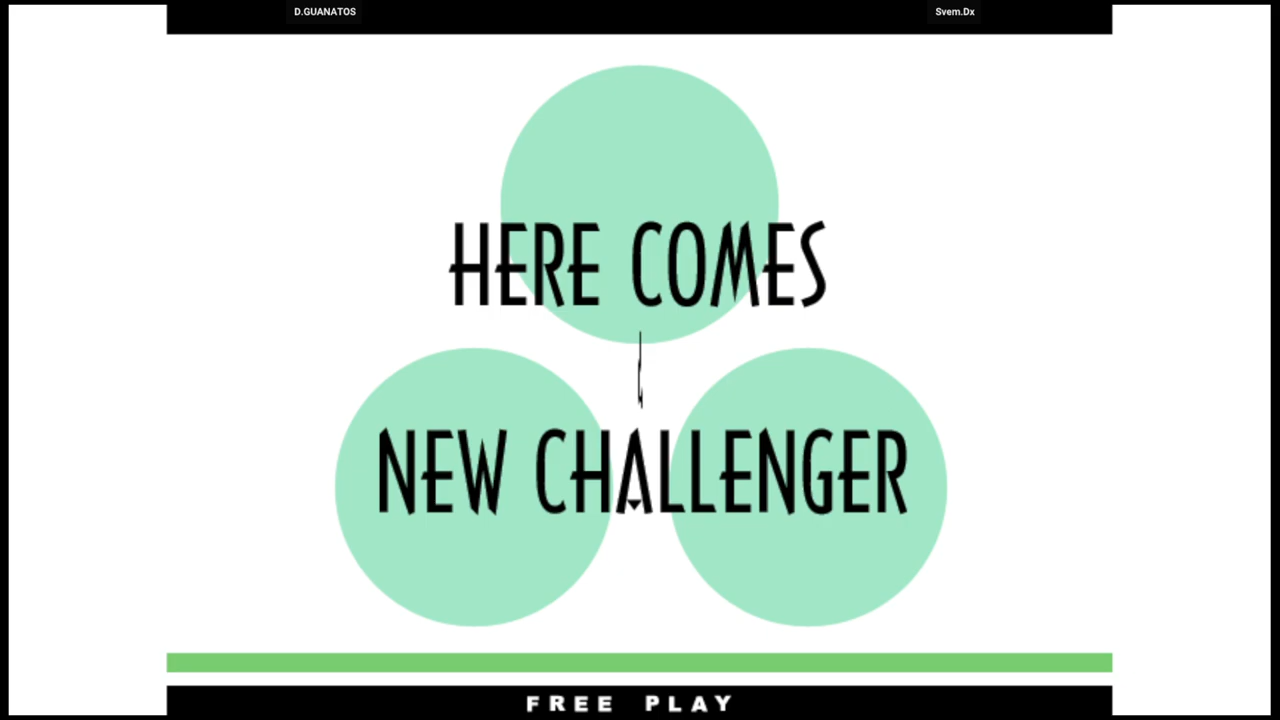 D.GUANATOS
Svem.Dx
HERE COMES
A
NEW CHALLENGER
FREE PLAY